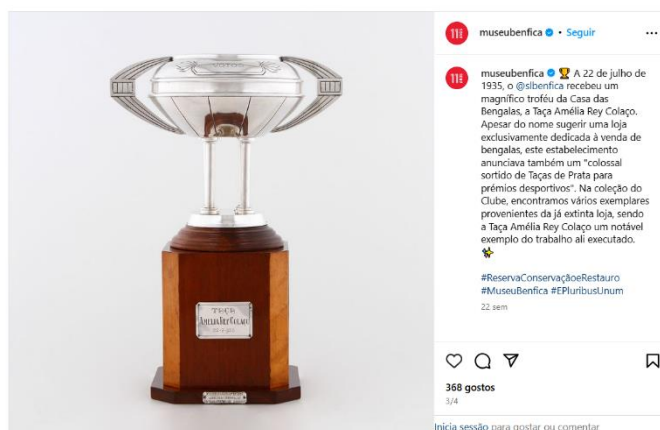 museubenfica • Seguir
museubenfica 🏆 A 22 de julho de
1935, o @slbenfica recebeu um
magnífico troféu da Casa das
Bengalas, a Taça Amélia Rey Colaço.
Apesar do nome sugerir uma loja
exclusivamente dedicada à venda de
bengalas, este estabelecimento
anunciava também um "colossal
sortido de Taças de Prata para
prémios desportivos". Na coleção do
Clube, encontramos vários exemplares
provenientes da já extinta loja, sendo
a Taça Amélia Rey Colaço um notável
exemplo do trabalho ali executado.
#ReservaConservaçãoeRestauro
#MuseuBenfica #EPluribusUnum
22 sem
368 gostos
3/4
Inicia sessão para gostar ou comentar
TAÇA
AMELIA REY COLAÇO